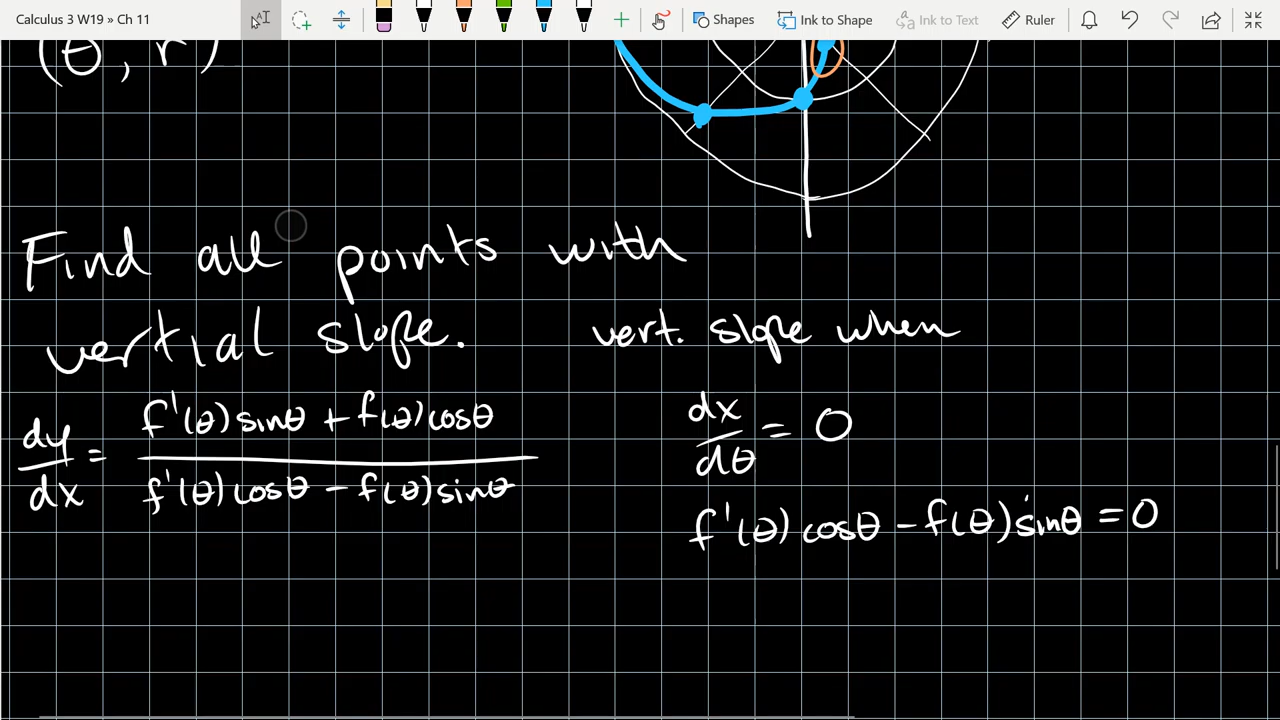 Calculus 3 W19 » Ch 11
Shapes
Ink to Shape
Ink to Text
Ruler
(θ, r)
Find all points with
vertial slope.
vert. slope when
dy/dx = f'(θ)sinθ + f(θ)cosθ / f'(θ)cosθ - f(θ)sinθ
dx/dθ = 0
f'(θ)cosθ - f(θ)sinθ = 0